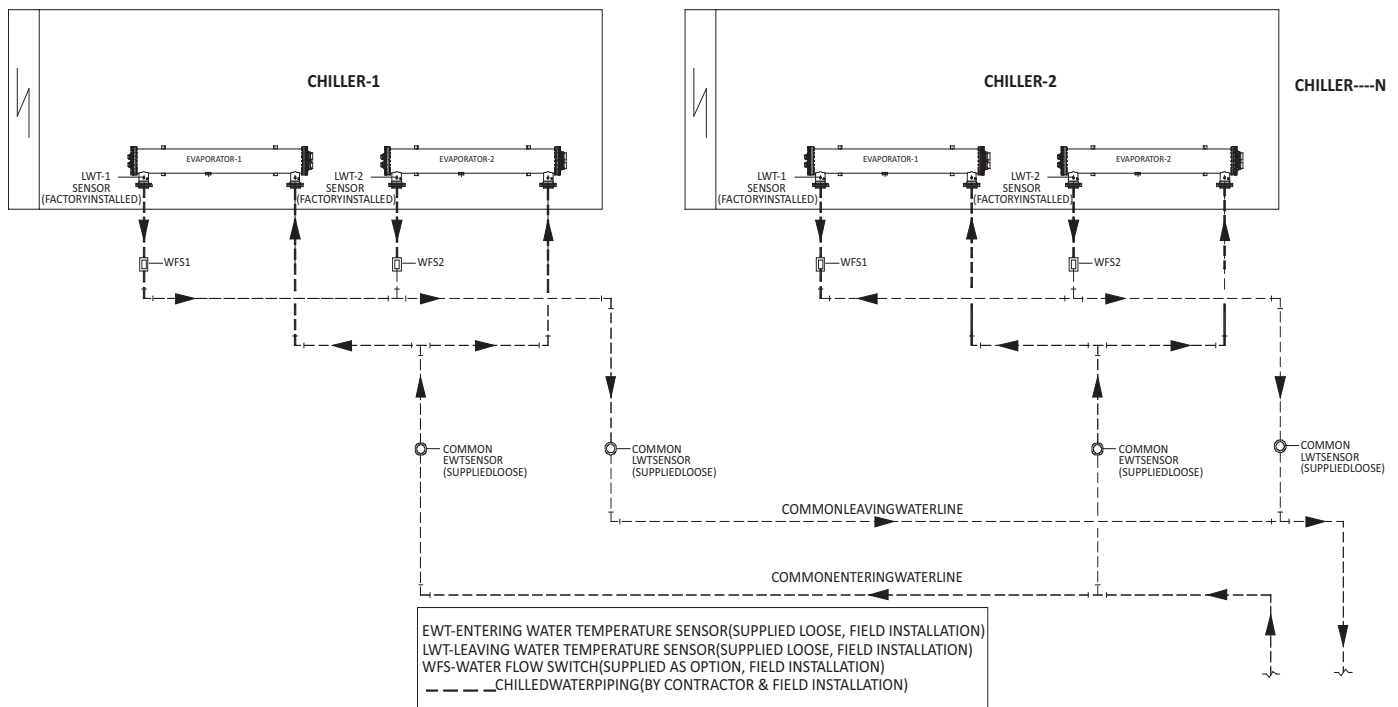 CHILLER-1
CHILLER-2
CHILLER----N
EVAPORATOR-1
EVAPORATOR-2
EVAPORATOR-1
EVAPORATOR-2
LWT-1
SENSOR
(FACTORYINSTALLED)
LWT-2
SENSOR
(FACTORYINSTALLED)
LWT-1
SENSOR
(FACTORYINSTALLED)
LWT-2
SENSOR
(FACTORYINSTALLED)
WFS1
WFS2
WFS1
WFS2
COMMON
EWTSENSOR
(SUPPLIEDLOOSE)
COMMON
LWTSENSOR
(SUPPLIEDLOOSE)
COMMON
EWTSENSOR
(SUPPLIEDLOOSE)
COMMON
LWTSENSOR
(SUPPLIEDLOOSE)
COMMONLEAVINGWATERLINE
COMMONENTERINGWATERLINE
EWT-ENTERING WATER TEMPERATURE SENSOR(SUPPLIED LOOSE, FIELD INSTALLATION)
LWT-LEAVING WATER TEMPERATURE SENSOR(SUPPLIED LOOSE, FIELD INSTALLATION)
WFS-WATER FLOW SWITCH(SUPPLIED AS OPTION, FIELD INSTALLATION)
CHILLEDWATERPIPING(BY CONTRACTOR & FIELD INSTALLATION)